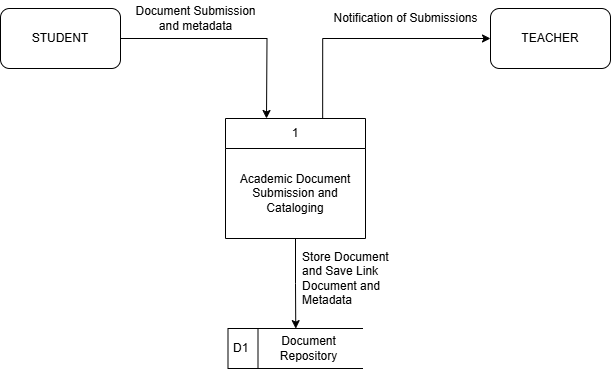 Document Submission
and metadata
Notification of Submissions
STUDENT
TEACHER
1
Academic Document
Submission and
Cataloging
Store Document
and Save Link
Document and
Metadata
D1
Document
Repository